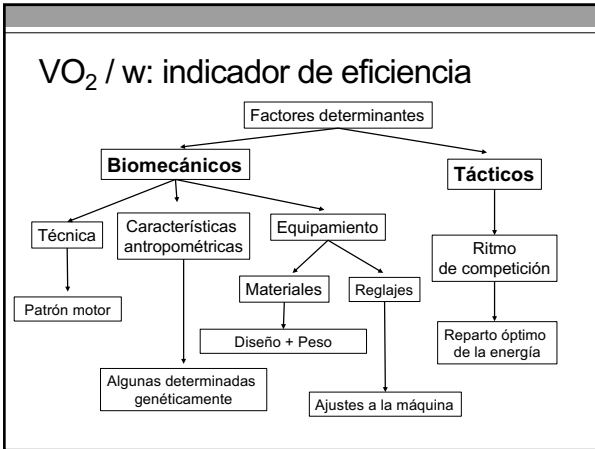 VO₂ / w: indicador de eficiencia
Factores determinantes
Biomecánicos
Tácticos
Técnica
Características
antropométricas
Equipamiento
Ritmo
de competición
Patrón motor
Materiales
Reglajes
Diseño + Peso
Reparto óptimo
de la energía
Algunas determinadas
genéticamente
Ajustes a la máquina